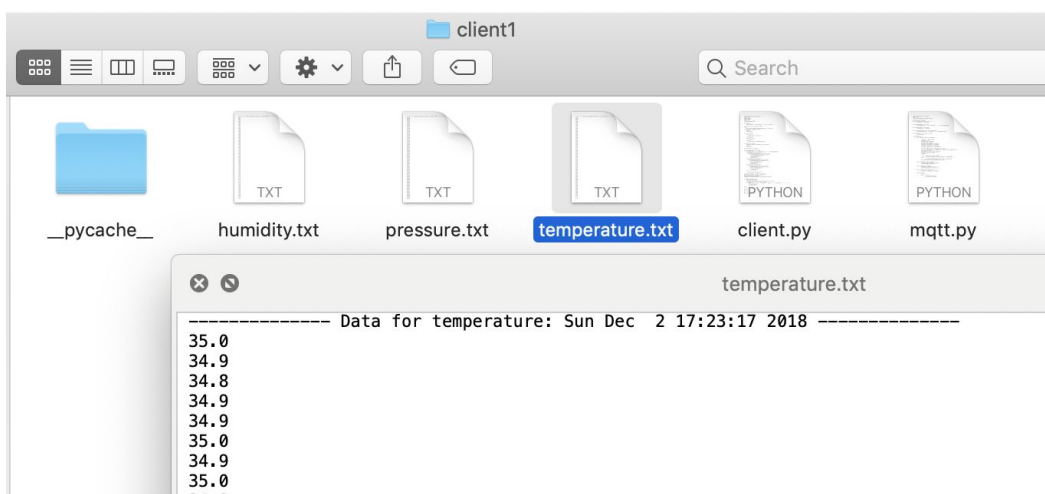 client1
Search
TXT
TXT
TXT
PYTHON
PYTHON
__pycache__
humidity.txt
pressure.txt
temperature.txt
client.py
mqtt.py
temperature.txt
-------------- Data for temperature: Sun Dec  2 17:23:17 2018 --------------
35.0
34.9
34.8
34.9
34.9
35.0
34.9
35.0